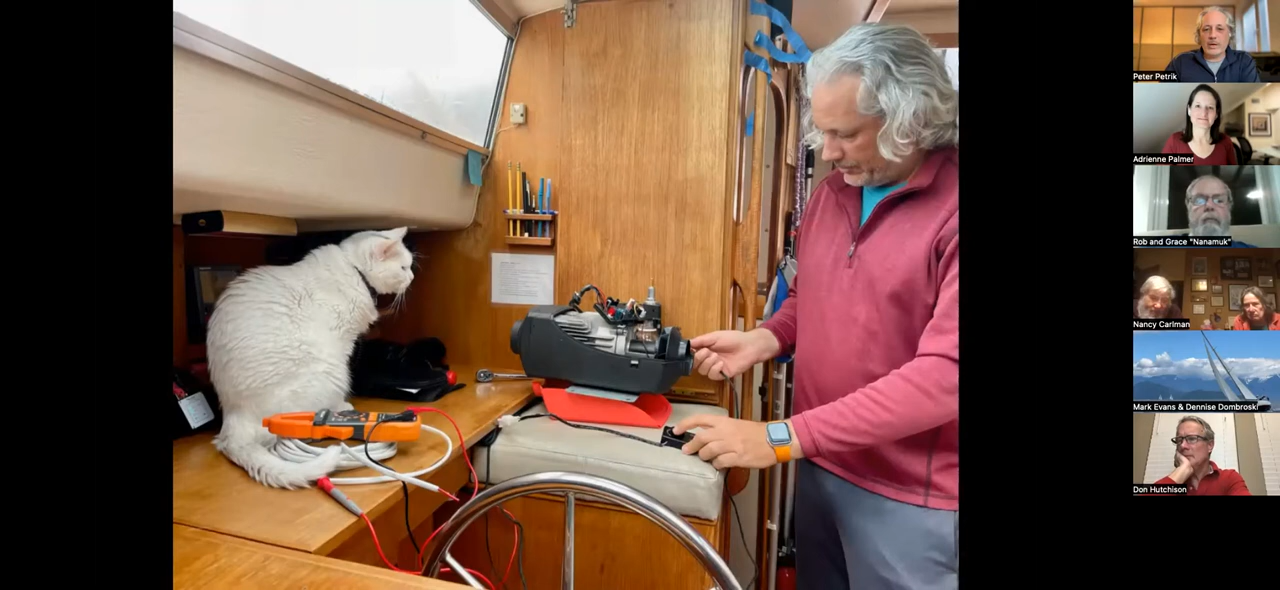 Peter Petrik
Adrienne Palmer
Rob and Grace "Nanamuk"
Nancy Carlman
Mark Evans & Dennise Dombroski
Don Hutchison